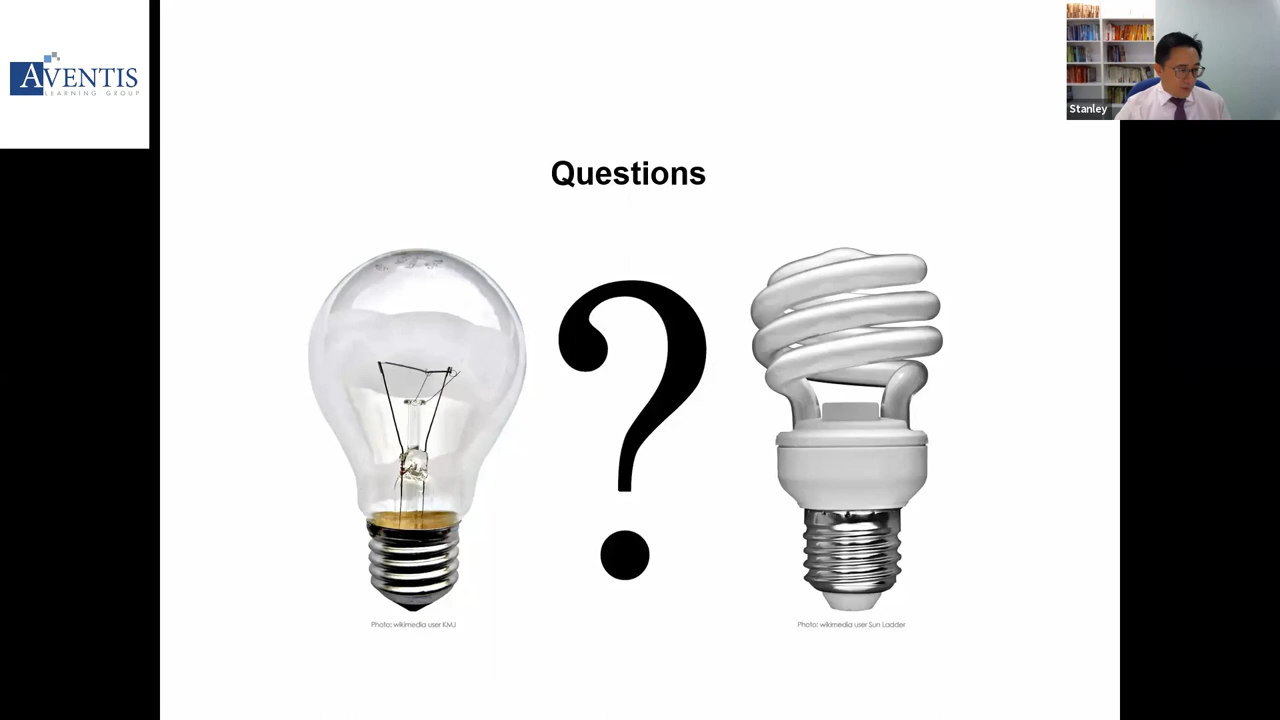 AVENTIS
LEARNING GROUP
Stanley
Questions
?
Photo: wikimedia user KMJ
Photo: wikimedia user Sun Ladder